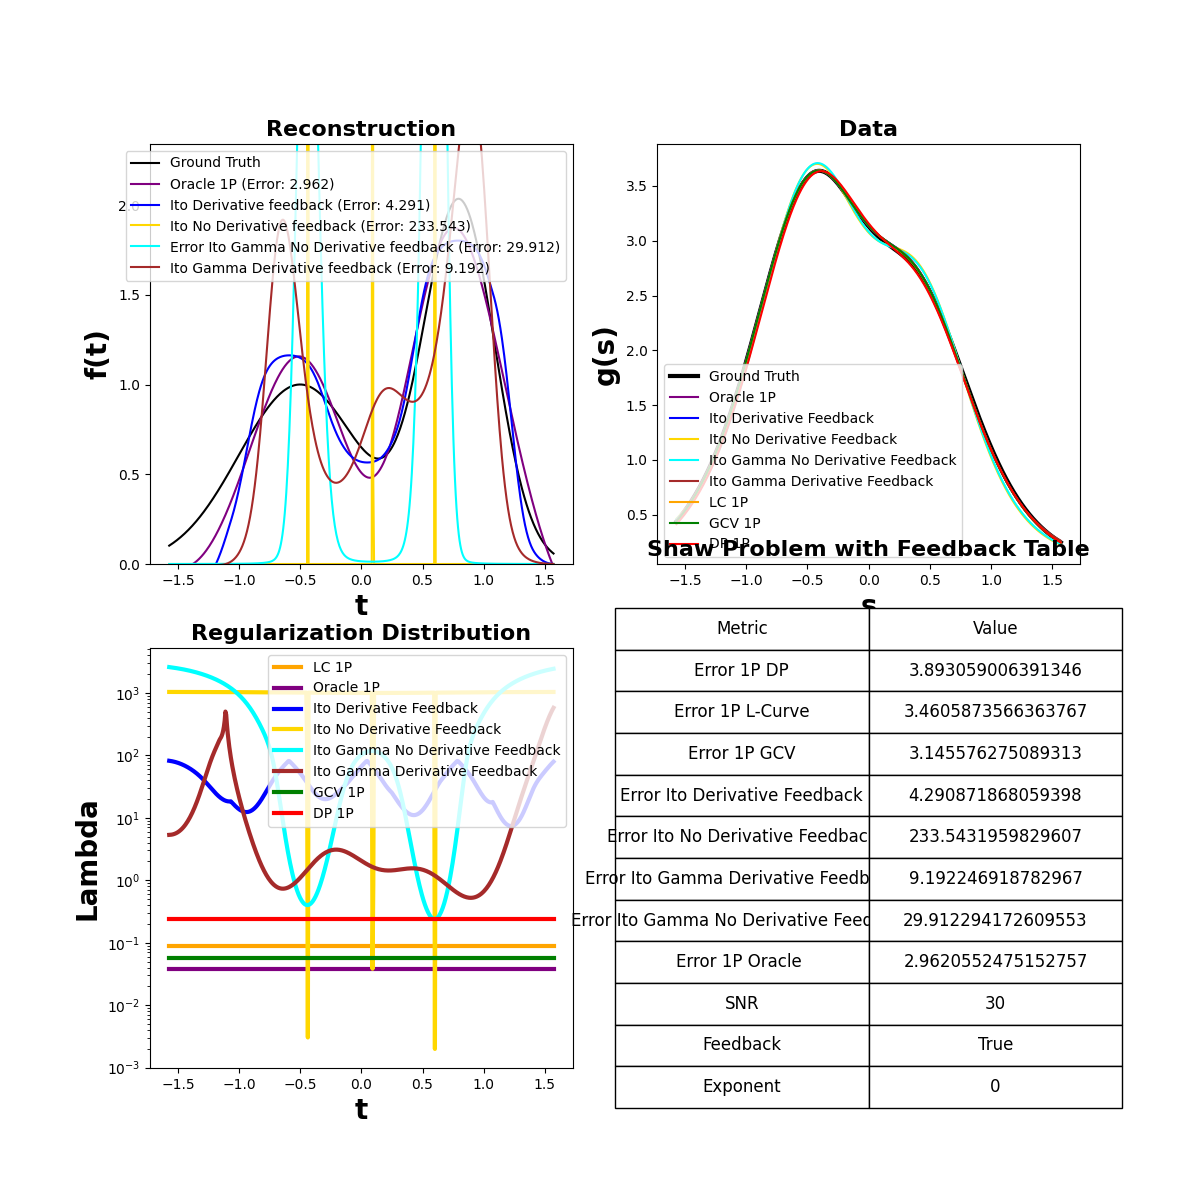 Reconstruction
Ground Truth
Oracle 1P (Error: 2.962)
Ito Derivative feedback (Error: 4.291)
Ito No Derivative feedback (Error: 233.543)
Error Ito Gamma No Derivative feedback (Error: 29.912)
Ito Gamma Derivative feedback (Error: 9.192)
f(t)
2.0
1.5
1.0
0.5
0.0
−1.5 −1.0 −0.5 0.0 0.5 1.0 1.5
t
Data
g(s)
3.5
3.0
2.5
2.0
1.5
1.0
0.5
Ground Truth
Oracle 1P
Ito Derivative Feedback
Ito No Derivative Feedback
Ito Gamma No Derivative Feedback
Ito Gamma Derivative Feedback
LC 1P
GCV 1P
DP 1P
−1.5 −1.0 −0.5 0.0 0.5 1.0 1.5
s
Regularization Distribution
LC 1P
Oracle 1P
Ito Derivative Feedback
Ito No Derivative Feedback
Ito Gamma No Derivative Feedback
Ito Gamma Derivative Feedback
GCV 1P
DP 1P
Lambda
10³
10²
10¹
10⁰
10⁻¹
10⁻²
10⁻³
−1.5 −1.0 −0.5 0.0 0.5 1.0 1.5
t
Shaw Problem with Feedback Table
Metric Value
Error 1P DP 3.893059006391346
Error 1P L-Curve 3.4605873566363767
Error 1P GCV 3.145576275089313
Error Ito Derivative Feedback 4.290871868059398
Error Ito No Derivative Feedbac 233.5431959829607
Error Ito Gamma Derivative Feedb 9.192246918782967
Error Ito Gamma No Derivative Feed 29.912294172609553
Error 1P Oracle 2.9620552475152757
SNR 30
Feedback True
Exponent 0